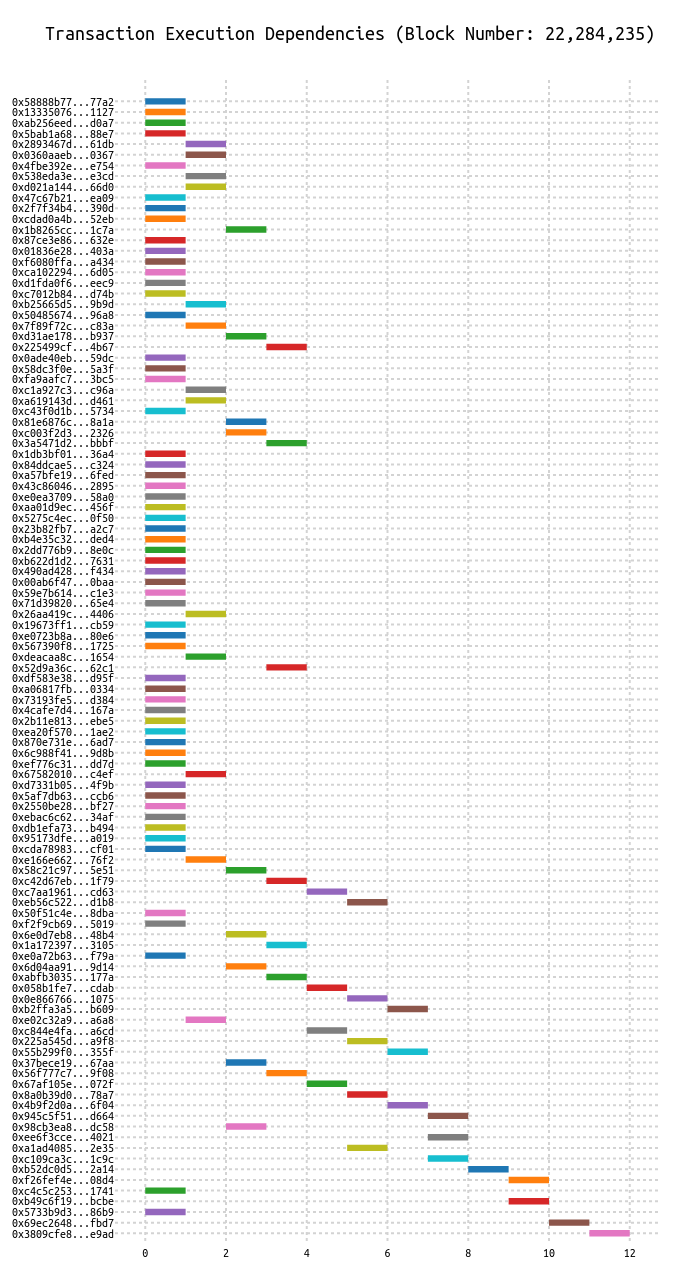 Transaction Execution Dependencies (Block Number: 22,284,235)
0x58888b77...77a2
0x13335076...1127
0xab256eed...d0a7
0x5bab1a68...88e7
0x2893467d...61db
0x0360aaeb...0367
0x4fbe392e...e754
0x538eda3e...e3cd
0xd021a144...66d0
0x47c67b21...ea09
0x2f7f34b4...390d
0xcdad0a4b...52eb
0x1b8265cc...1c7a
0x87ce3e86...632e
0x01836e28...403a
0xf6080ffa...a434
0xca102294...6d05
0xd1fda0f6...eec9
0xc7012b84...d74b
0xb25665d5...9b9d
0x50485674...96a8
0x7f89f72c...c83a
0xd31ae178...b937
0x225499cf...4b67
0x0ade40eb...59dc
0x58dc3f0e...5a3f
0xfa9aafc7...3bc5
0xc1a927c3...c96a
0xa619143d...d461
0xc43f0d1b...5734
0x81e6876c...8a1a
0xc003f2d3...2326
0x3a5471d2...bbbf
0x1db3bf01...36a4
0x84ddcae5...c324
0xa57bfe19...6fed
0x43c86046...2895
0xe0ea3709...58a0
0xaa01d9ec...456f
0x5275c4ec...0f50
0x23b82fb7...a2c7
0xb4e35c32...ded4
0x2dd776b9...8e0c
0xb622d1d2...7631
0x490ad428...f434
0x00ab6f47...0baa
0x59e7b614...c1e3
0x71d39820...65e4
0x26aa419c...4406
0x19673ff1...cb59
0xe0723b8a...80e6
0x567390f8...1725
0xdeacaa8c...1654
0x52d9a36c...62c1
0xdf583e38...d95f
0xa06817fb...0334
0x73193fe5...d384
0x4cafe7d4...167a
0x2b11e813...ebe5
0xea20f570...1ae2
0x870e731e...6ad7
0x6c988f41...9d8b
0xef776c31...dd7d
0x67582010...c4ef
0xd7331b05...4f9b
0x5af7db63...ccb6
0x2550be28...bf27
0xebac6c62...34af
0xdb1efa73...b494
0x95173dfe...a019
0xcda78983...cf01
0xe166e662...76f2
0x58c21c97...5e51
0xc42d67eb...1f79
0xc7aa1961...cd63
0xeb56c522...d1b8
0x50f51c4e...8dba
0xf2f9cb69...5019
0x6e0d7eb8...48b4
0x1a172397...3105
0xe0a72b63...f79a
0x6d04aa91...9d14
0xabfb3035...177a
0x058b1fe7...cdab
0x0e866766...1075
0xb2ffa3a5...b609
0xe02c32a9...a6a8
0xc844e4fa...a6cd
0x225a545d...a9f8
0x55b299f0...355f
0x37bece19...67aa
0x56f777c7...9f08
0x67af105e...072f
0x8a0b39d0...78a7
0x4b9f2d0a...6f04
0x945c5f51...d664
0x98cb3ea8...dc58
0xee6f3cce...4021
0xa1ad4085...2e35
0xc109ca3c...1c9c
0xb52dc0d5...2a14
0xf26fef4e...08d4
0xc4c5c253...1741
0xb49c6f19...bcbe
0x5733b9d3...86b9
0x69ec2648...fbd7
0x3809cfe8...e9ad
0 2 4 6 8 10 12